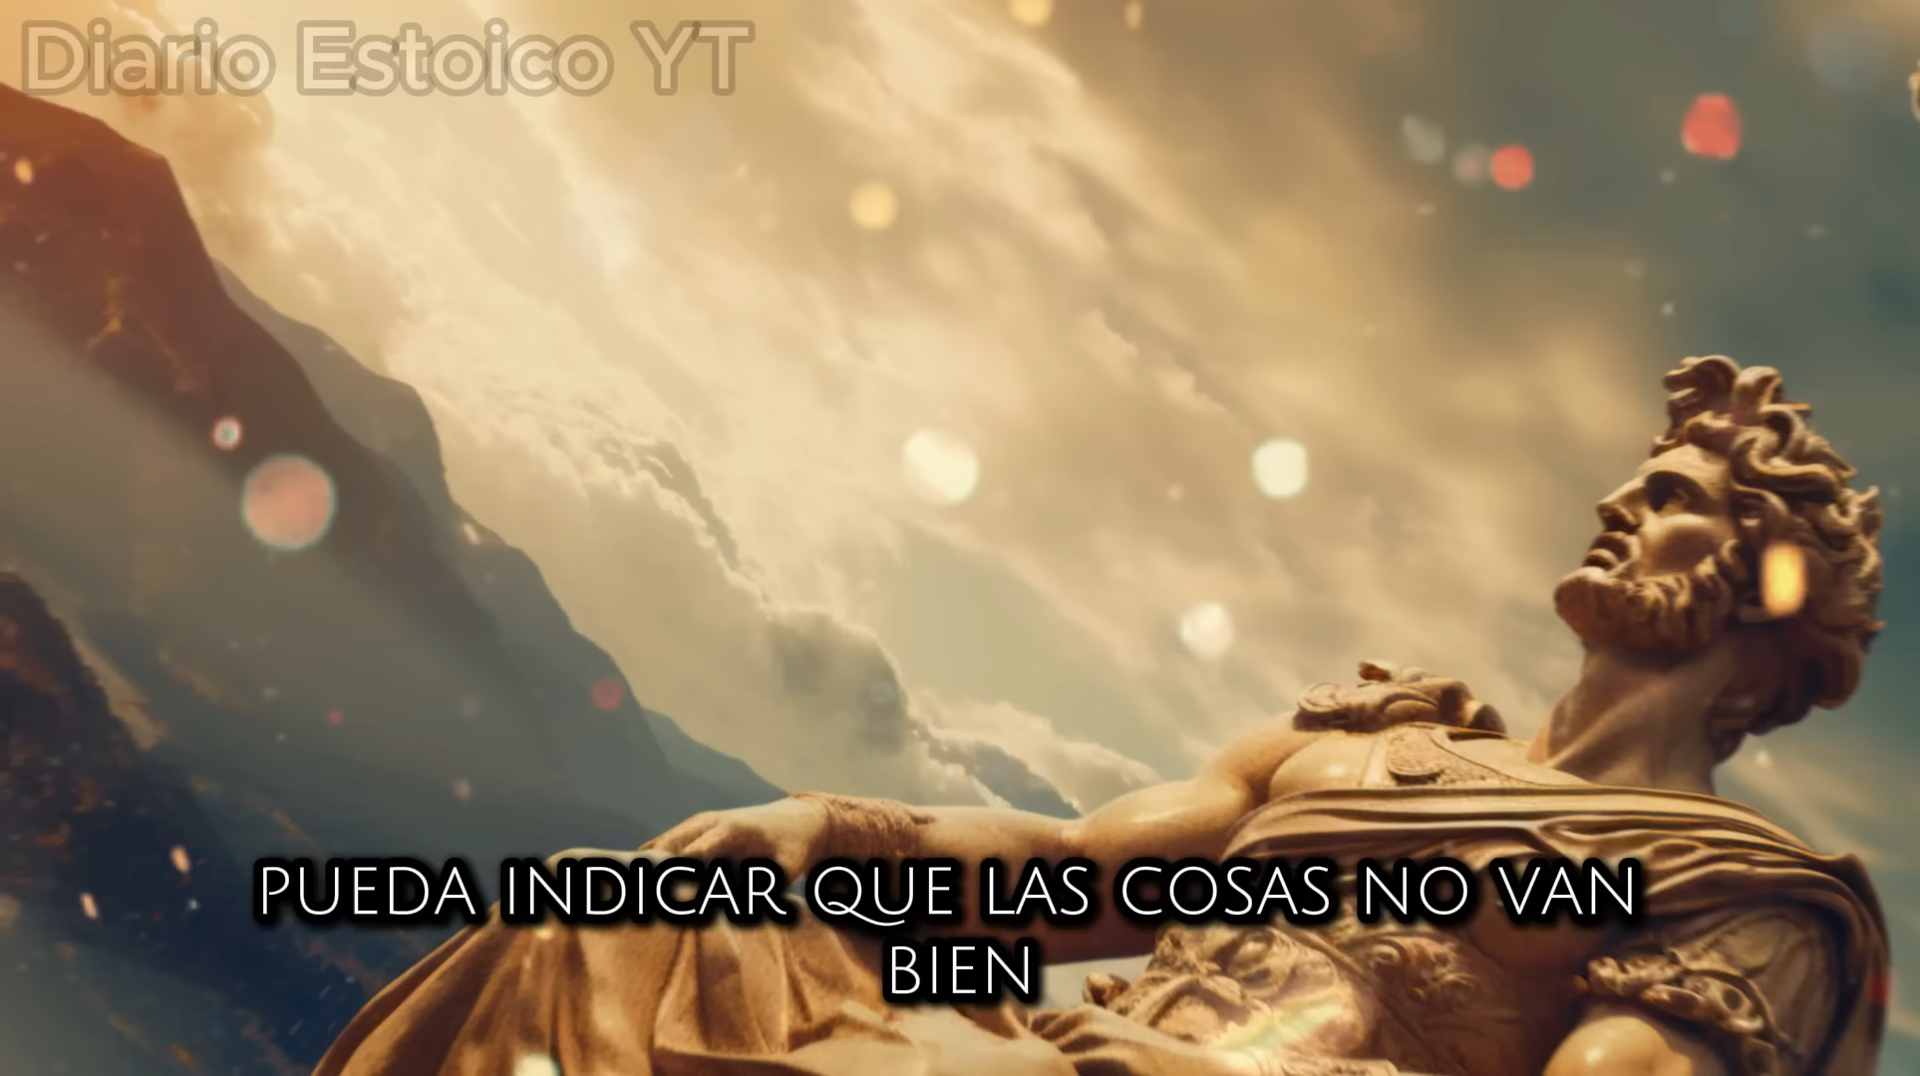 Diario Estoico YT
PUEDA INDICAR QUE LAS COSAS NO VAN
BIEN